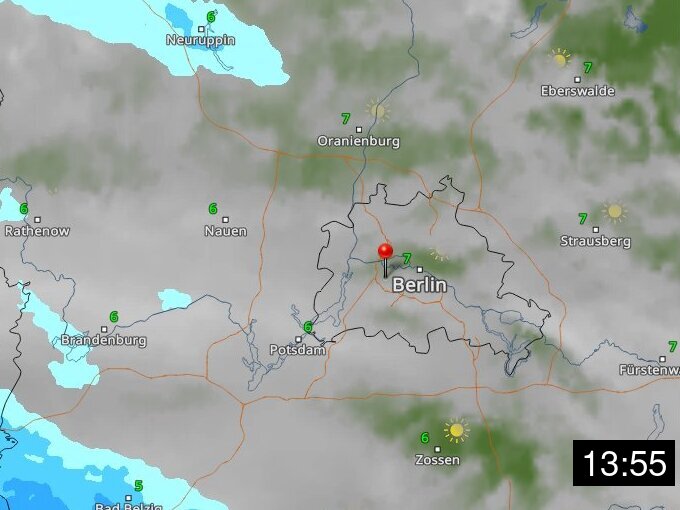 6
Neuruppin
7
Eberswalde
7
Oranienburg
6
Rathenow
6
Nauen
7
Strausberg
7
Berlin
6
Brandenburg
6
Potsdam
7
Fürstenw
6
Zossen
13:55
5
Bad Belzig